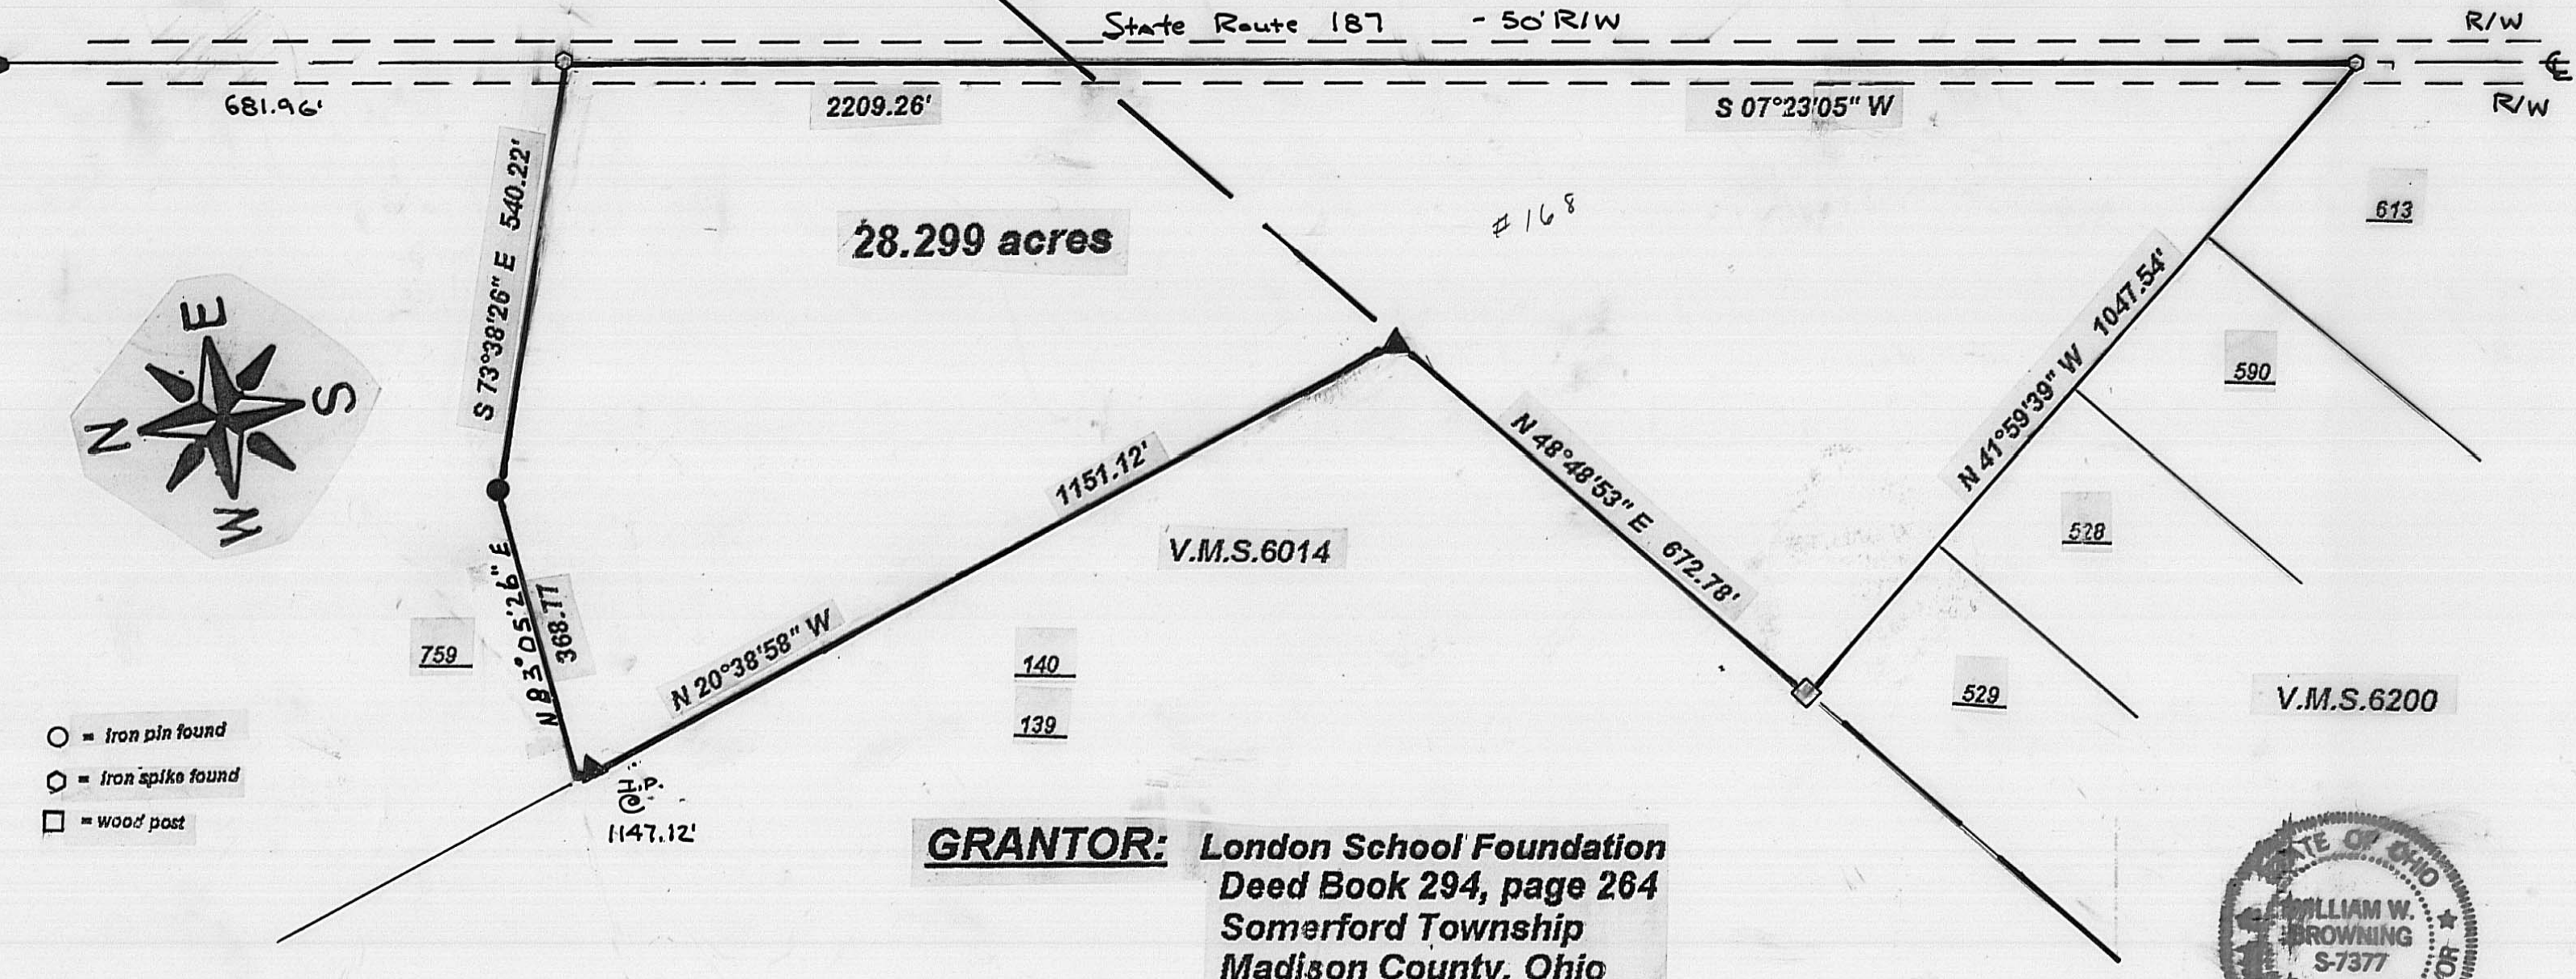 State Route 187 - 50' R/W
R/W
681.96'
2209.26'
S 07°23'05" W
R/W
S 73°38'26" E 540.22'
28.299 acres
# 168
613
E
N
S
W
N 41°59'39" W 1047.54'
590
N 48°48'53" E 672.78'
1151.12'
N 20°38'58" W
V.M.S.6014
528
N 83°05'26" E
368.77
759
140
139
529
V.M.S.6200
= iron pin found
= iron spike found
= wood post
I.P.
@
1147.12'
GRANTOR: London School Foundation
Deed Book 294, page 264
Somerford Township
Madison County, Ohio
STATE OF OHIO
WILLIAM W.
BROWNING
S-7377